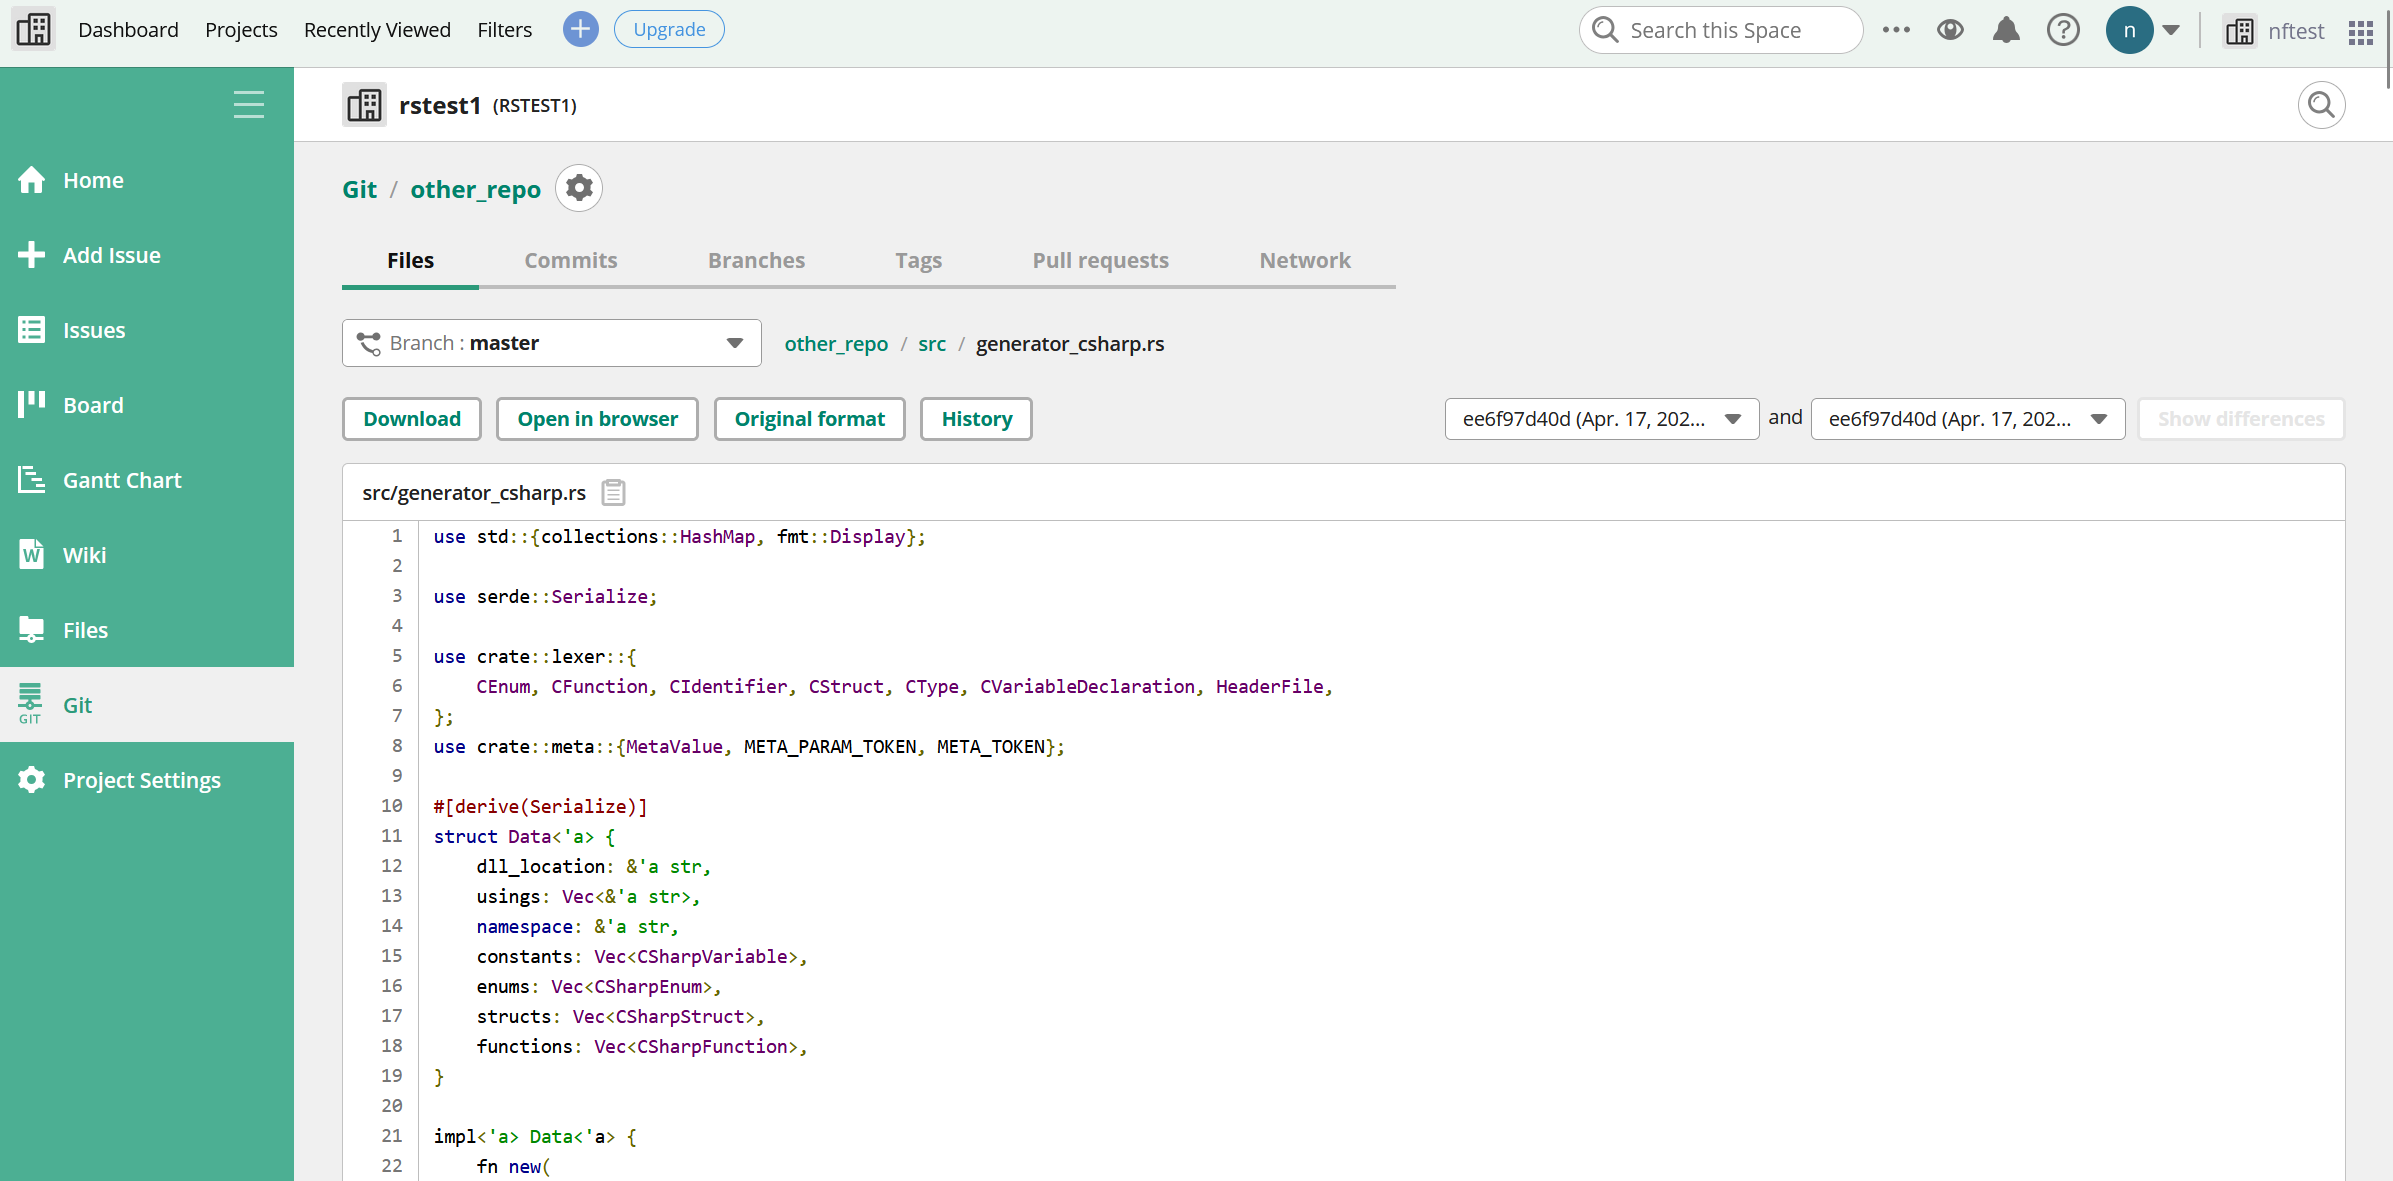 Dashboard Projects Recently Viewed Filters Upgrade Search this Space n nftest
rstest1 (RSTEST1)
Home
Add Issue
Issues
Board
Gantt Chart
Wiki
Files
GIT Git
Project Settings
Git / other_repo
Files Commits Branches Tags Pull requests Network
Branch : master other_repo / src / generator_csharp.rs
Download Open in browser Original format History ee6f97d40d (Apr. 17, 202... and ee6f97d40d (Apr. 17, 202... Show differences
src/generator_csharp.rs
1 use std::{collections::HashMap, fmt::Display};
2
3 use serde::Serialize;
4
5 use crate::lexer::{
6     CEnum, CFunction, CIdentifier, CStruct, CType, CVariableDeclaration, HeaderFile,
7 };
8 use crate::meta::{MetaValue, META_PARAM_TOKEN, META_TOKEN};
9
10 #[derive(Serialize)]
11 struct Data<'a> {
12     dll_location: &'a str,
13     usings: Vec<&'a str>,
14     namespace: &'a str,
15     constants: Vec<CSharpVariable>,
16     enums: Vec<CSharpEnum>,
17     structs: Vec<CSharpStruct>,
18     functions: Vec<CSharpFunction>,
19 }
20
21 impl<'a> Data<'a> {
22     fn new(